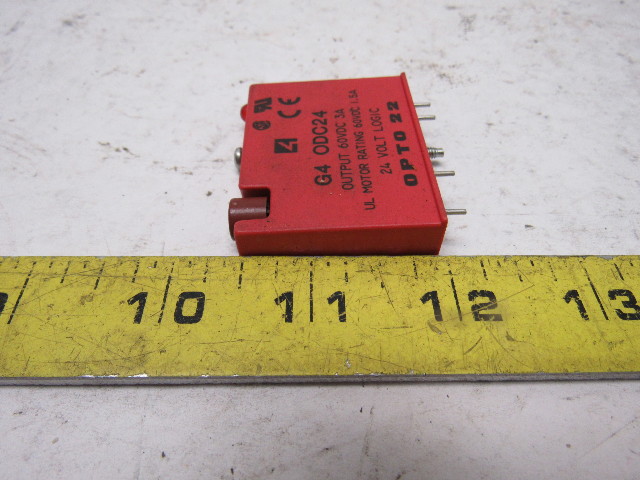 CE
G4 ODC24
OUTPUT 60VDC 3A
UL MOTOR RATING 60VDC 1.5A
24 VOLT LOGIC
OPTO 22
10 11 12 13